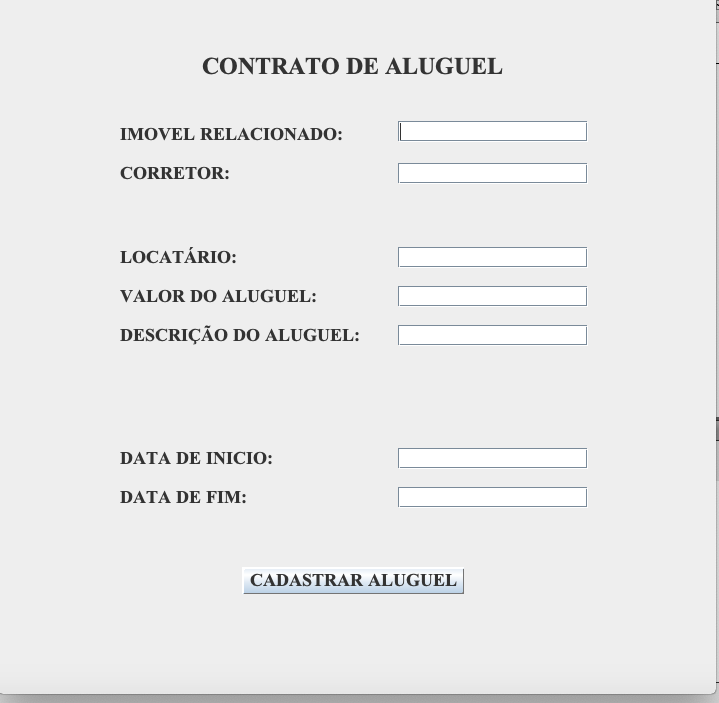 CONTRATO DE ALUGUEL
IMOVEL RELACIONADO:
CORRETOR:
LOCATÁRIO:
VALOR DO ALUGUEL:
DESCRIÇÃO DO ALUGUEL:
DATA DE INICIO:
DATA DE FIM:
CADASTRAR ALUGUEL